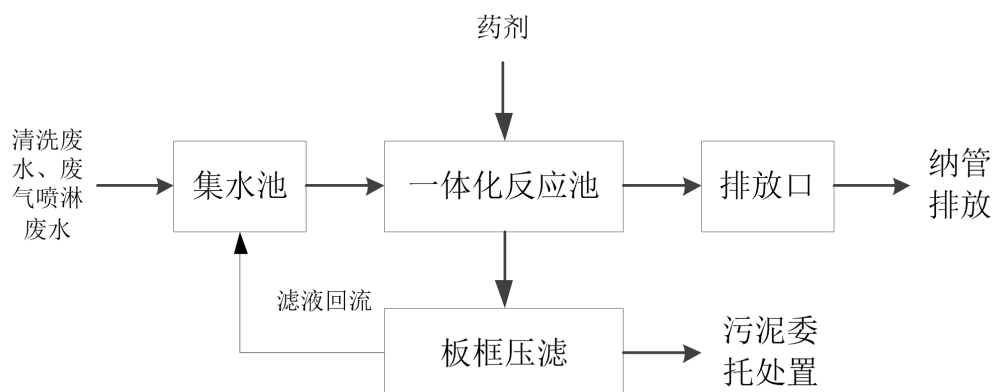 药剂
清洗废
水、废
气喷淋
废水
集水池
一体化反应池
排放口
纳管
排放
滤液回流
板框压滤
污泥委
托处置